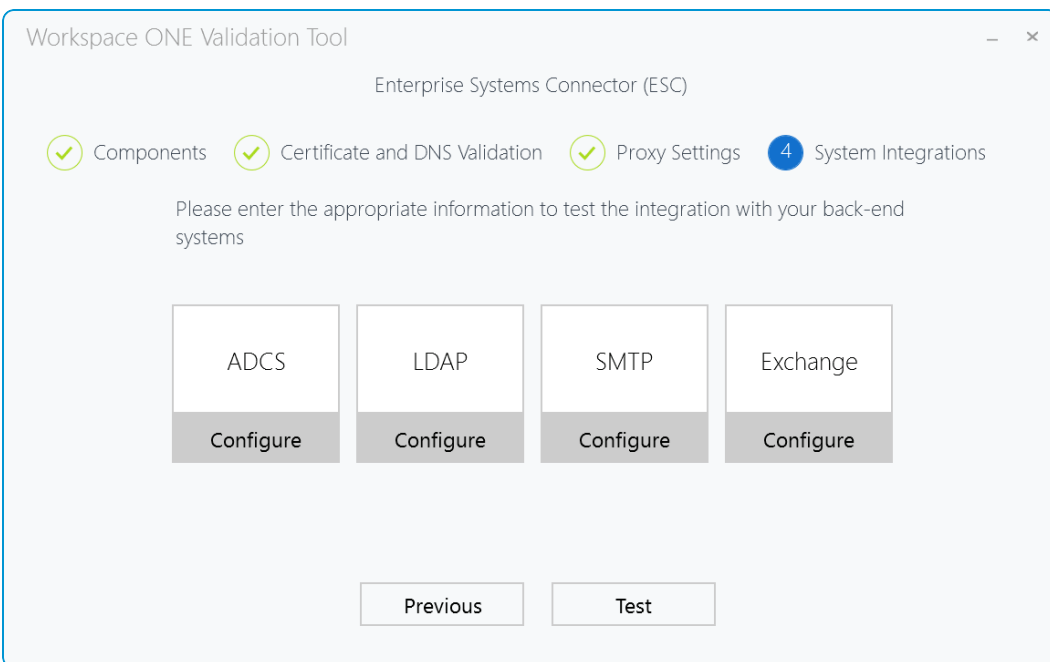 Workspace ONE Validation Tool
Enterprise Systems Connector (ESC)
Components Certificate and DNS Validation Proxy Settings 4 System Integrations
Please enter the appropriate information to test the integration with your back-end
systems
ADCS LDAP SMTP Exchange
Configure Configure Configure Configure
Previous Test